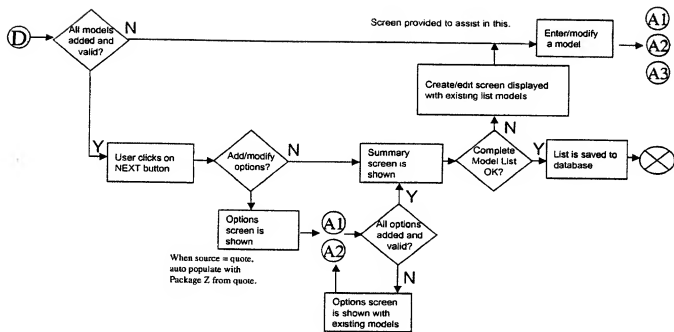 Screen provided to assist in this.
D
All models
added and
valid?
N
Enter/modify
a model
A1
A2
A3
Create/edit screen displayed
with existing list models
Y
User clicks on
NEXT button
Add/modify
options?
N
Summary
screen is
shown
Complete
Model List
OK?
N
Y
List is saved to
database
Options
screen is
shown
A1
A2
All options
added and
valid?
Y
N
When source = quote,
auto populate with
Package Z from quote.
Options screen
is shown with
existing models